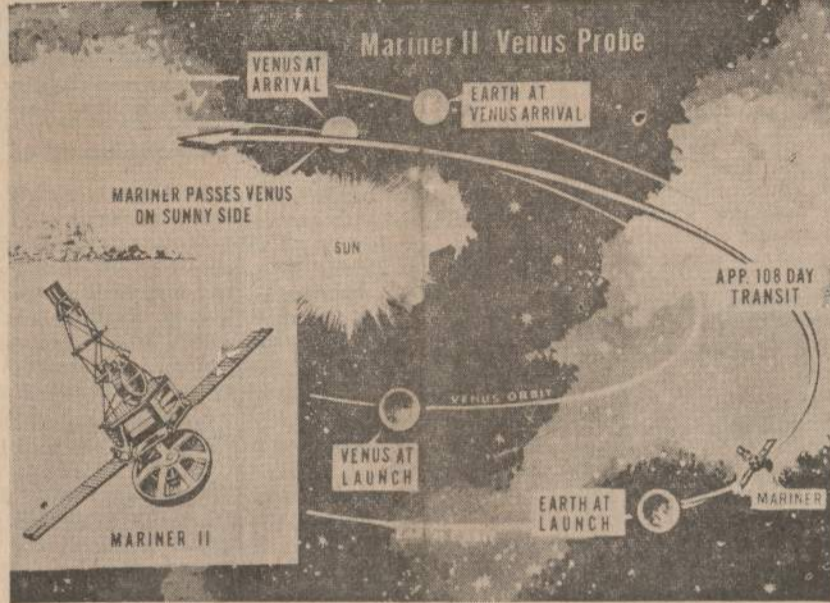 Mariner II Venus Probe
VENUS AT
ARRIVAL
EARTH AT
VENUS ARRIVAL
MARINER PASSES VENUS
ON SUNNY SIDE
SUN
APP. 108 DAY
TRANSIT
VENUS ORBIT
VENUS AT
LAUNCH
EARTH AT
LAUNCH
MARINER
MARINER II